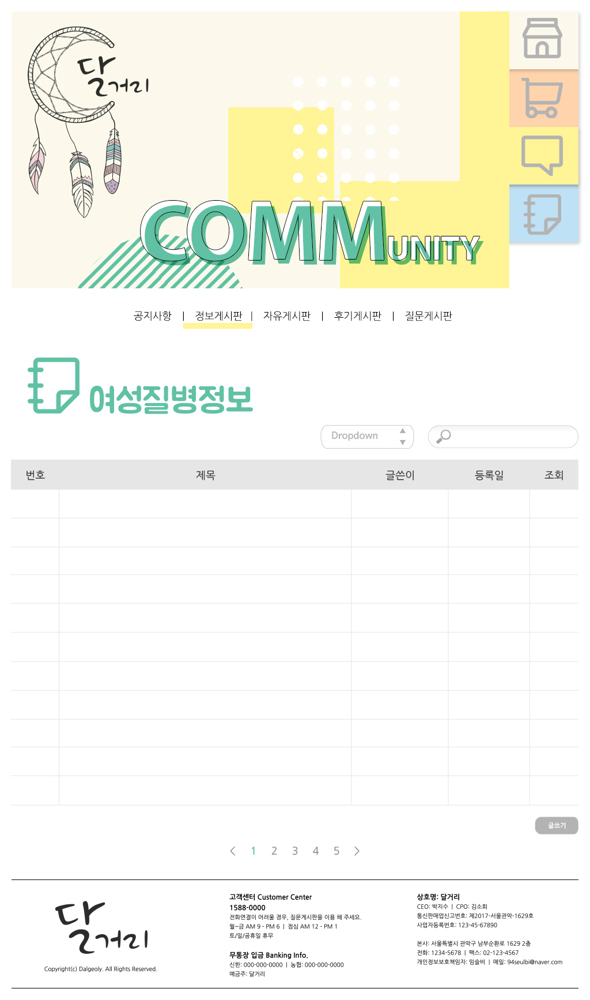 달거리
COMMUNITY
공지사항 | 정보게시판 | 자유게시판 | 후기게시판 | 질문게시판
여성질병정보
Dropdown
번호 제목 글쓴이 등록일 조회
글쓰기
< 1 2 3 4 5 >
달거리
Copyright(c) Dalgeoly. All Rights Reserved.
고객센터 Customer Center
1588-0000
전화연결이 어려울 경우, 질문게시판을 이용 해 주세요.
월~금 AM 9 - PM 6 | 점심 AM 12 - PM 1
토/일/공휴일 휴무
무통장 입금 Banking Info.
신한: 000-000-0000 | 농협: 000-000-0000
예금주: 달거리
상호명: 달거리
CEO: 박지수 | CPO: 김소희
통신판매업신고번호: 제2017-서울관악-1629호
사업자등록번호: 123-45-67890
본사: 서울특별시 관악구 남부순환로 1629 2층
전화: 1234-5678 | 팩스: 02-123-4567
개인정보보호책임자: 임슬비 | 메일: 94seulbi@naver.com